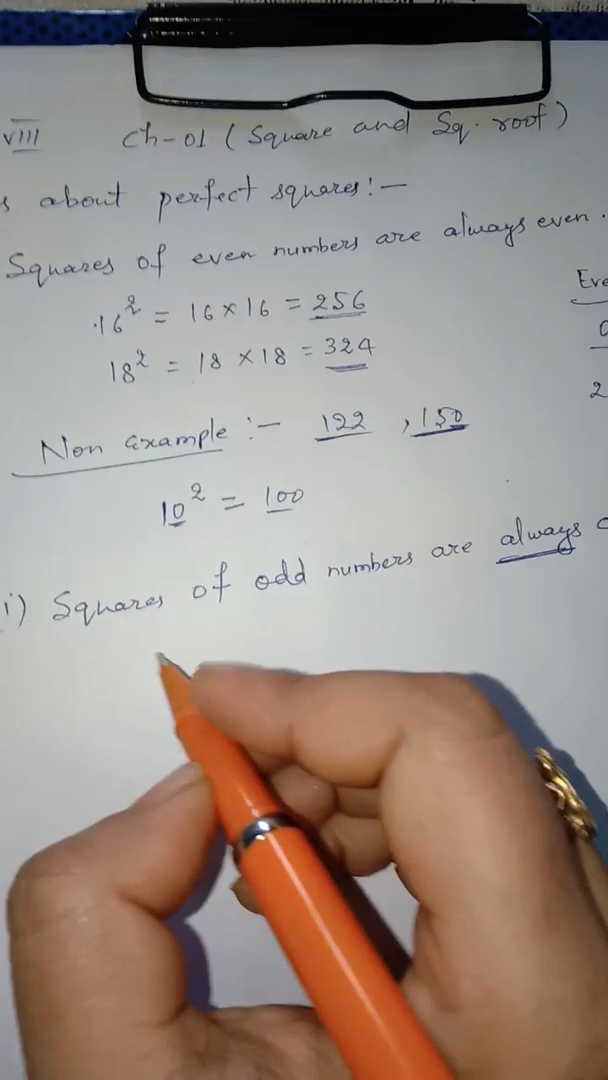 VIII Ch-01 (Square and Sq. root)
s about perfect squares:-
Squares of even numbers are always even.
16² = 16 × 16 = 256
18² = 18 × 18 = 324
Eve
2
Non Example :- 122, 150
10² = 100
i) Squares of odd numbers are always